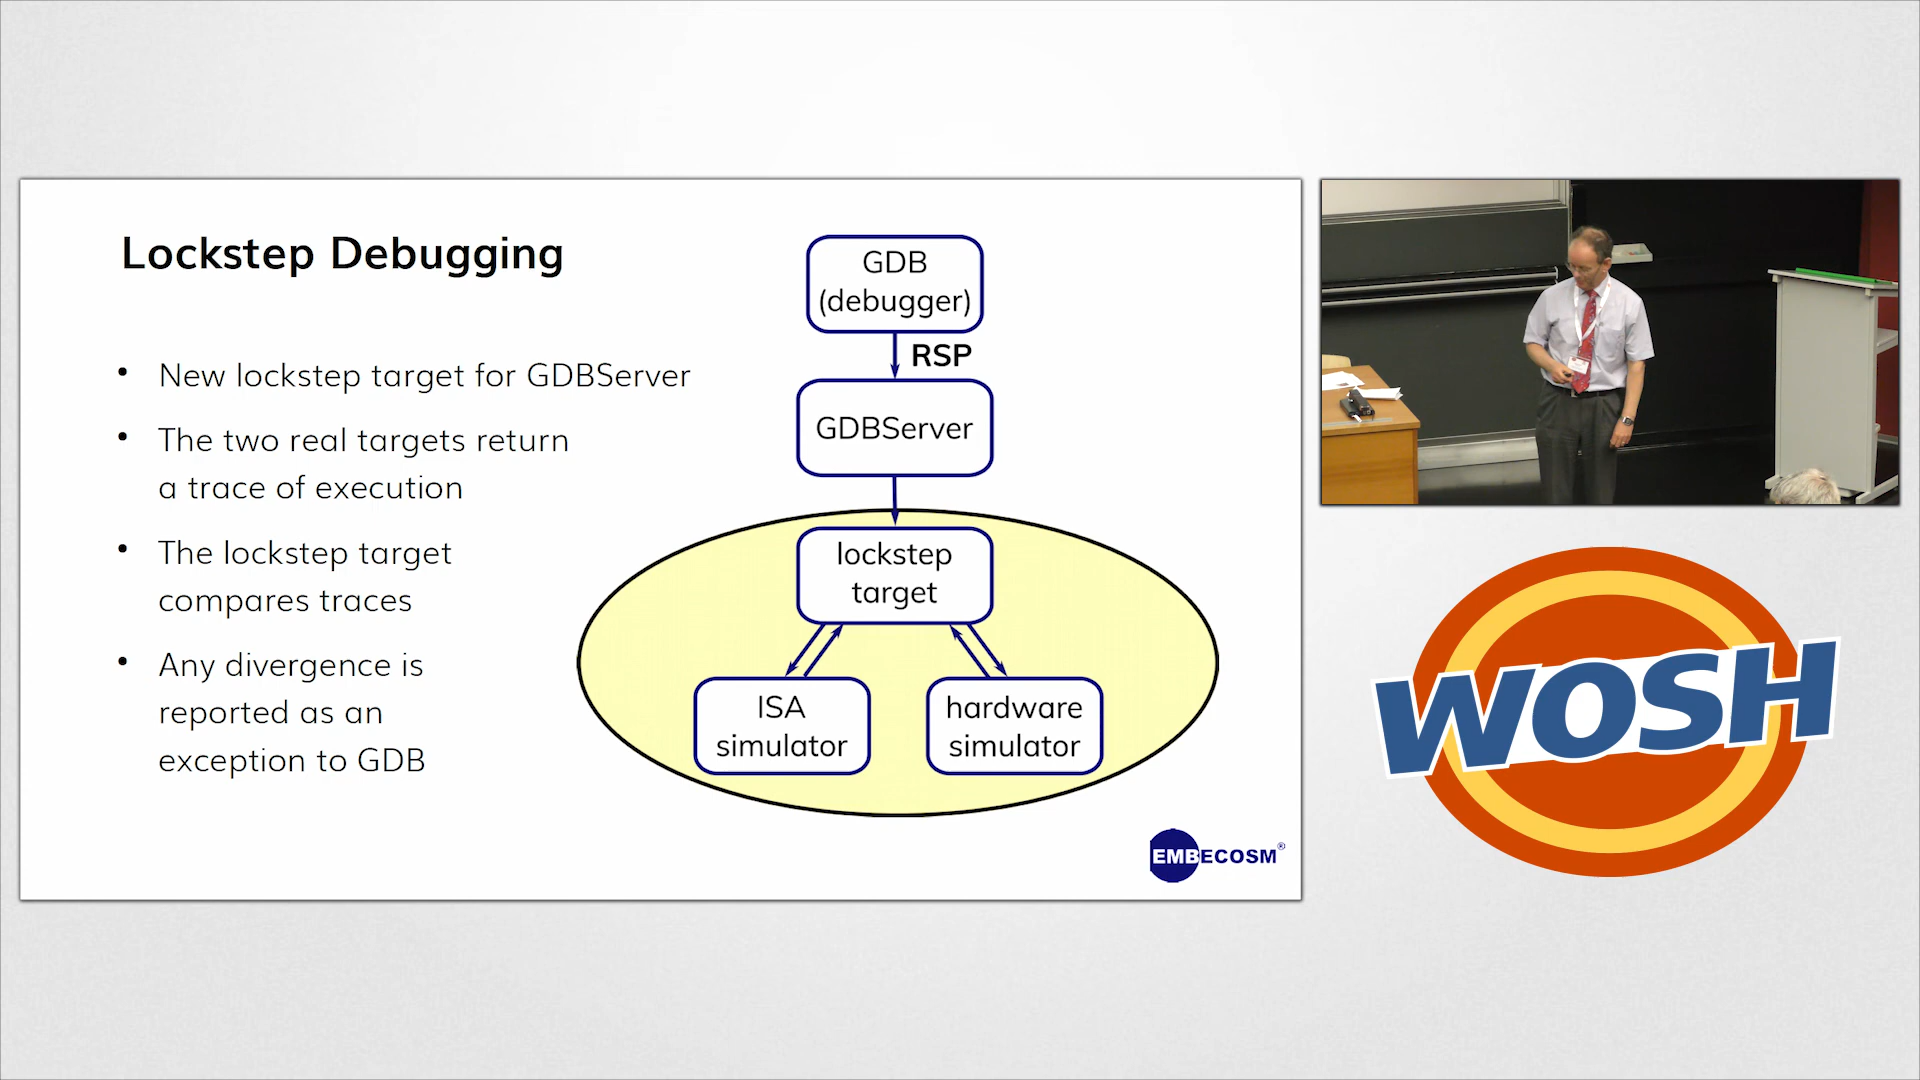 Lockstep Debugging
• New lockstep target for GDBServer
• The two real targets return
a trace of execution
• The lockstep target
compares traces
• Any divergence is
reported as an
exception to GDB
GDB
(debugger)
RSP
GDBServer
lockstep
target
ISA
simulator
hardware
simulator
EMBECOSM®
WOSH